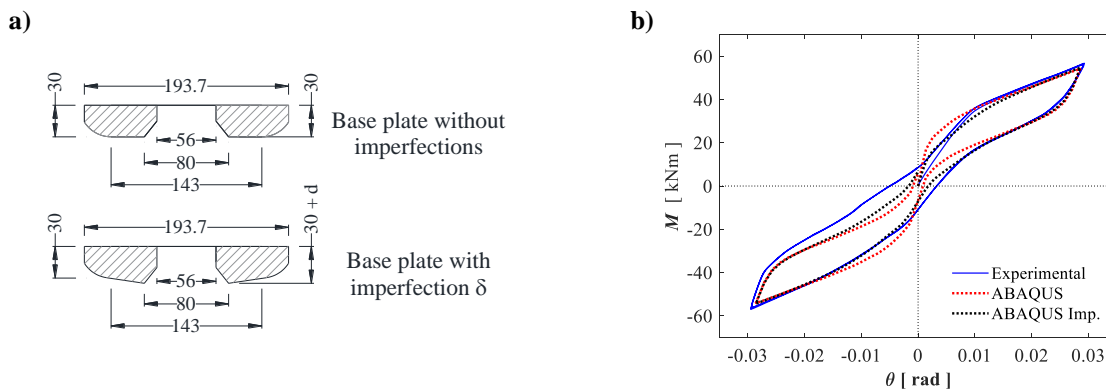 a)
30
193.7
30
56
80
143
Base plate without
imperfections
30
193.7
30 + d
56
80
143
Base plate with
imperfection δ
b)
60
40
20
0
-20
-40
-60
M [ kNm ]
Experimental
ABAQUS
ABAQUS Imp.
-0.03 -0.02 -0.01 0 0.01 0.02 0.03
θ [ rad ]